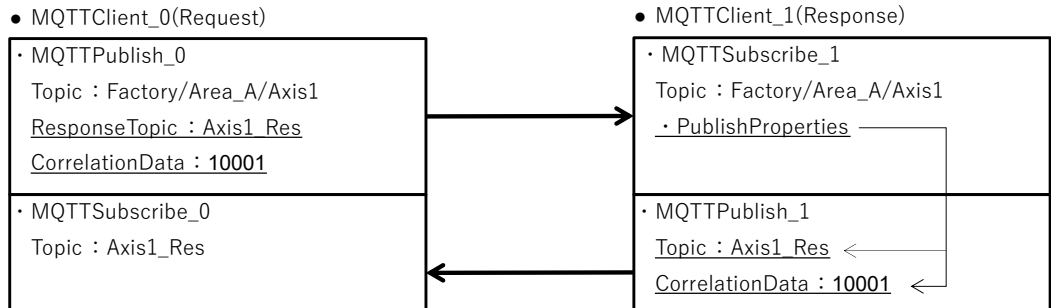 ● MQTTClient_0(Request)
・MQTTPublish_0
Topic：Factory/Area_A/Axis1
ResponseTopic：Axis1_Res
CorrelationData：10001
・MQTTSubscribe_0
Topic：Axis1_Res
● MQTTClient_1(Response)
・MQTTSubscribe_1
Topic：Factory/Area_A/Axis1
・PublishProperties
・MQTTPublish_1
Topic：Axis1_Res
CorrelationData：10001